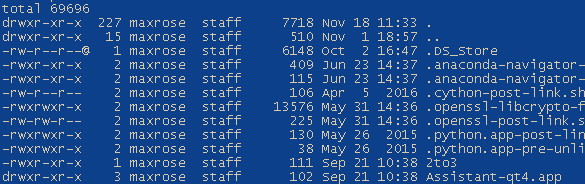 total 69696
drwxr-xr-x 227 maxrose staff 7718 Nov 18 11:33 .
drwxr-xr-x 15 maxrose staff 510 Nov 1 18:57 ..
-rw-r--r--@ 1 maxrose staff 6148 Oct 2 16:47 .DS_Store
-rwxr-xr-x 2 maxrose staff 409 Jun 23 14:37 .anaconda-navigator-
-rwxr-xr-x 2 maxrose staff 115 Jun 23 14:37 .anaconda-navigator-
-rw-r--r-- 2 maxrose staff 106 Apr 5 2016 .cython-post-link.sh
-rwxrwxr-x 2 maxrose staff 13576 May 31 14:36 .openssl-libcrypto-f
-rw-rw-r-- 2 maxrose staff 225 May 31 14:36 .openssl-post-link.s
-rwxrwxr-x 2 maxrose staff 130 May 26 2015 .python.app-post-lin
-rwxrwxr-x 2 maxrose staff 38 May 26 2015 .python.app-pre-unli
-rwxr-xr-x 1 maxrose staff 111 Sep 21 10:38 2to3
drwxr-xr-x 3 maxrose staff 102 Sep 21 10:38 Assistant-qt4.app